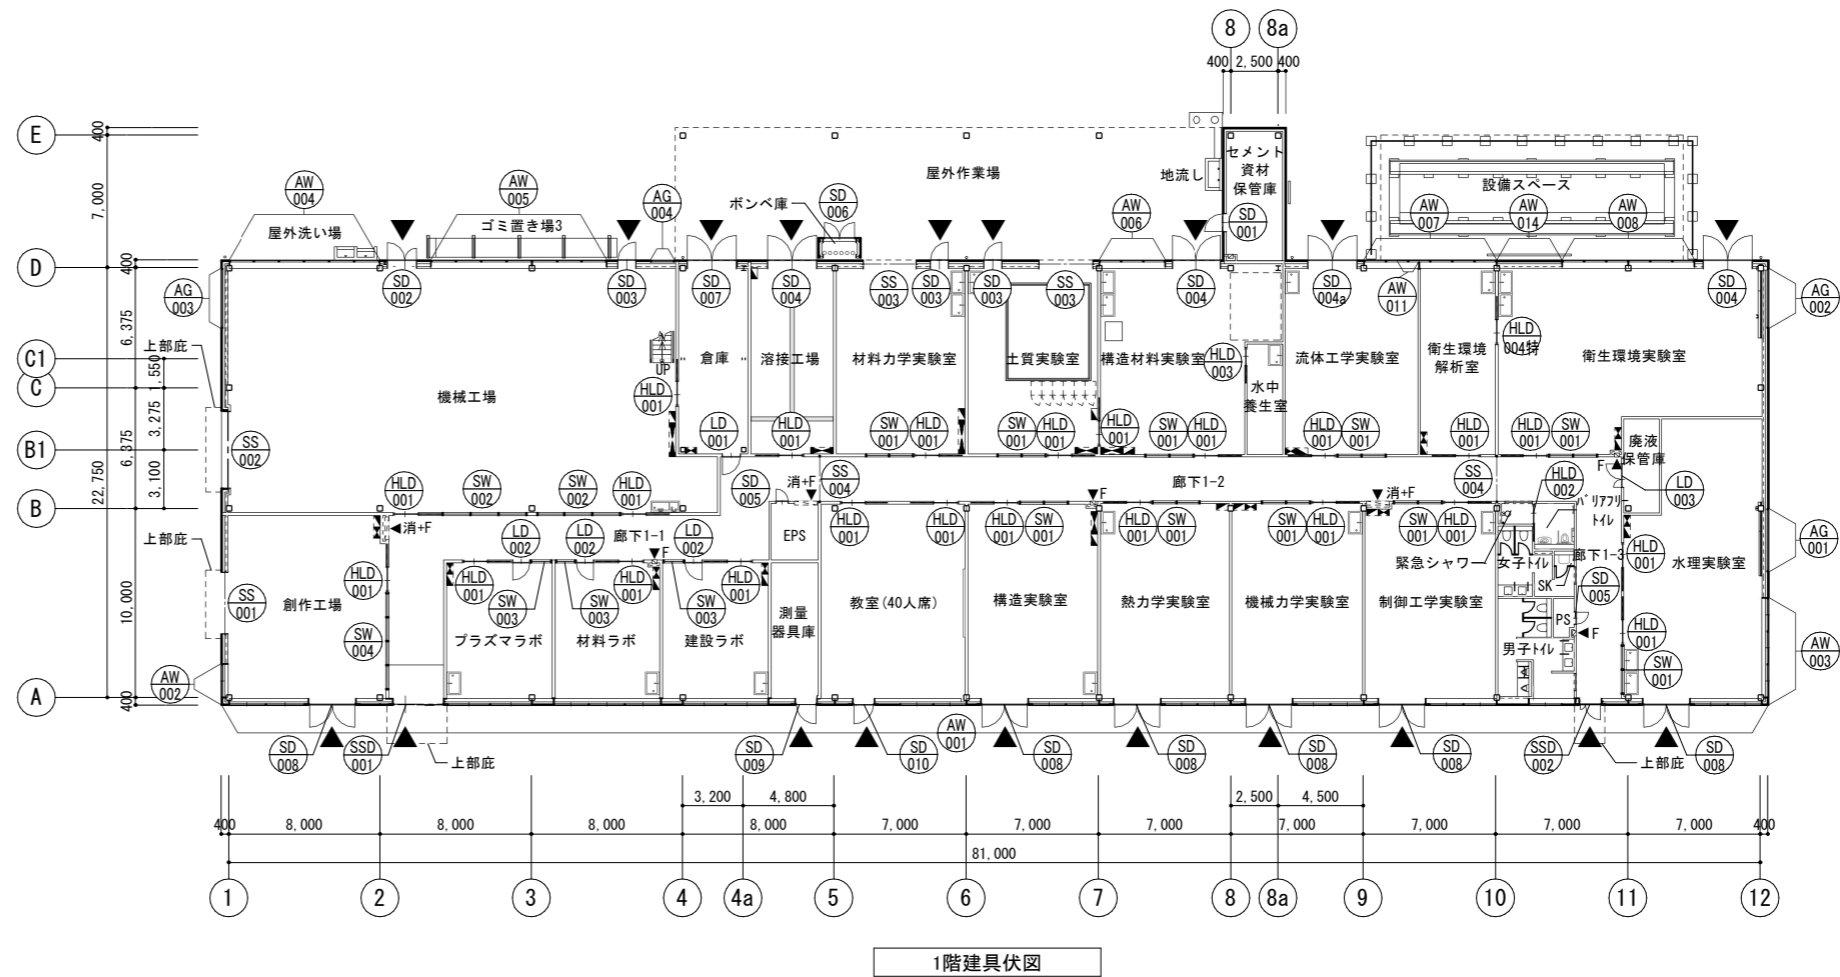 8
8a
400 2,500 400
E
400
7,000
D
400
6,375
C1
1,550
C
3,275
6,375
B1
22,750
3,100
B
10,000
A
400
AW
004
AW
005
AG
004
屋外洗い場
ゴミ置き場3
屋外作業場
ボンベ庫
SD
006
地流し
セメント
資材
保管庫
SD
001
AW
006
設備スペース
AW
007
AW
014
AW
008
AG
003
上部庇
SD
002
SD
003
SD
007
SD
004
SS
003
SD
003
SD
003
SS
003
SD
004
SD
004a
AW
011
SD
004
AG
002
機械工場
UP
HLD
001
倉庫
溶接工場
材料力学実験室
土質実験室
構造材料実験室
HLD
003
水中
養生室
流体工学実験室
衛生環境
解析室
HLD
004特
衛生環境実験室
SS
002
LD
001
HLD
001
SW
001
HLD
001
SW
001
HLD
001
HLD
001
SW
001
HLD
001
HLD
001
SW
001
HLD
001
HLD
001
SW
001
廃液
保管庫
F
LD
003
HLD
001
SW
002
SW
002
HLD
001
SD
005
消+F
SS
004
F
廊下1-2
消+F
SS
004
HLD
002
バリアフリー
トイレ
上部庇
消+F
LD
002
LD
002
廊下1-1
F
LD
002
EPS
HLD
001
HLD
001
HLD
001
SW
001
HLD
001
SW
001
SW
001
HLD
001
SW
001
HLD
001
緊急シャワー
女子トイレ
SK
廊下1-3
HLD
001
水理実験室
AG
001
SS
001
創作工場
HLD
001
SW
004
HLD
001
SW
003
SW
003
HLD
001
SW
003
HLD
001
プラズマラボ
材料ラボ
建設ラボ
測量
器具庫
教室(40人席)
構造実験室
熱力学実験室
機械力学実験室
制御工学実験室
PS
SD
005
F
男子トイレ
HLD
001
SW
001
AW
003
AW
002
SD
008
SSD
001
上部庇
SD
009
SD
010
AW
001
SD
008
SD
008
SD
008
SD
008
SSD
002
上部庇
SD
008
3,200
4,800
2,500
4,500
400 8,000 8,000 8,000 8,000 7,000 7,000 7,000 7,000 7,000 7,000 7,000 400
81,000
1 2 3 4 4a 5 6 7 8 8a 9 10 11 12
1階建具伏図